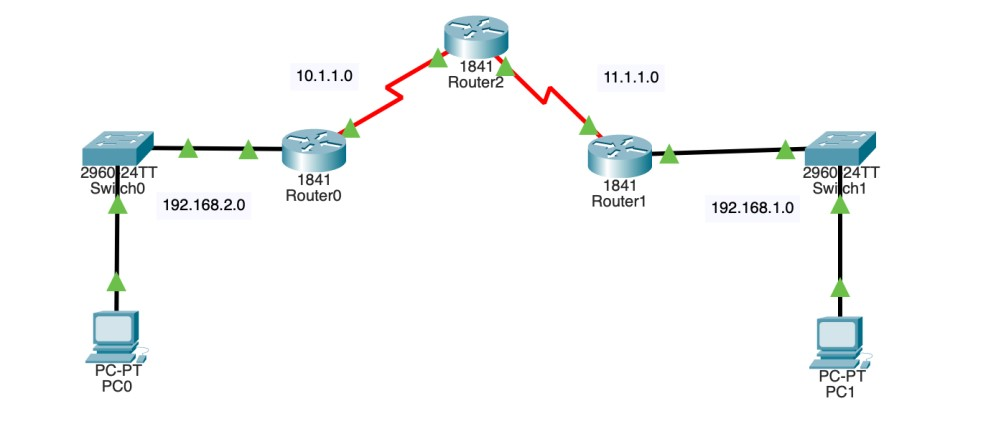 1841
Router2
10.1.1.0
11.1.1.0
2960-24TT
Switch0
1841
Router0
192.168.2.0
1841
Router1
2960-24TT
Switch1
192.168.1.0
PC-PT
PC0
PC-PT
PC1